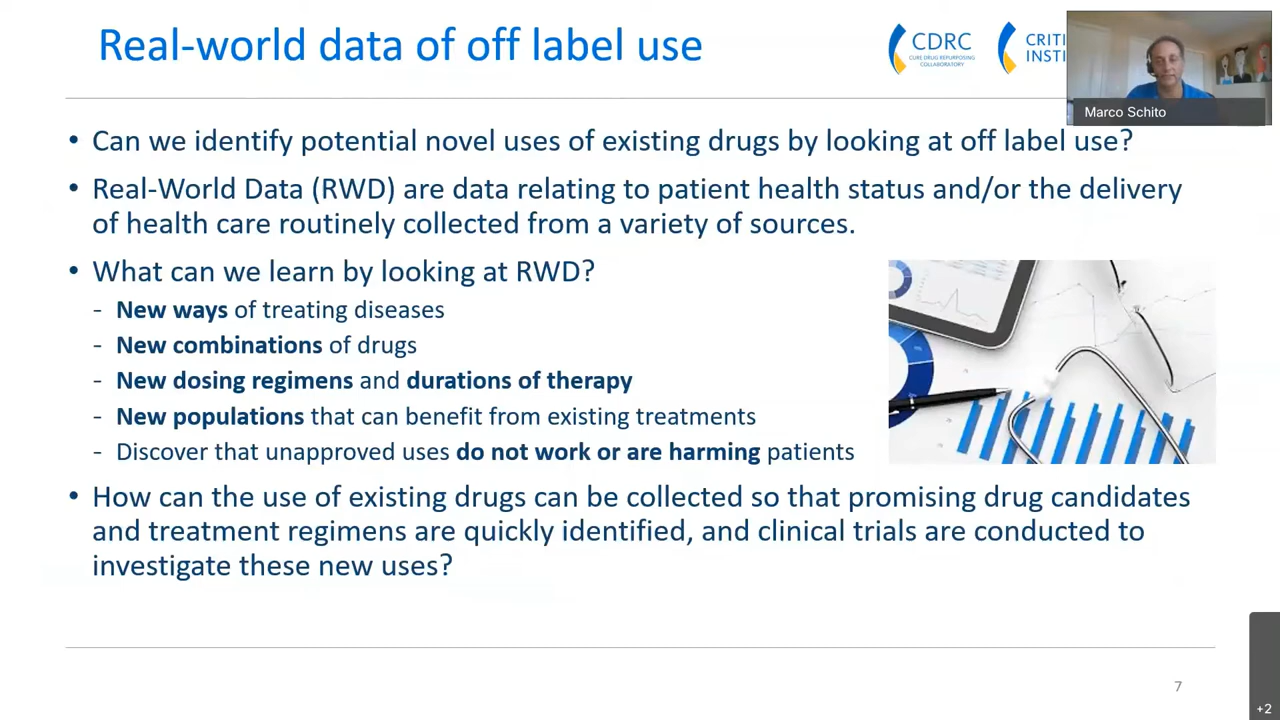 Real-world data of off label use
CDRC
CURE DRUG REPURPOSING
COLLABORATORY
CRITI
INSTI
Marco Schito
• Can we identify potential novel uses of existing drugs by looking at off label use?
• Real-World Data (RWD) are data relating to patient health status and/or the delivery
of health care routinely collected from a variety of sources.
• What can we learn by looking at RWD?
- New ways of treating diseases
- New combinations of drugs
- New dosing regimens and durations of therapy
- New populations that can benefit from existing treatments
- Discover that unapproved uses do not work or are harming patients
• How can the use of existing drugs can be collected so that promising drug candidates
and treatment regimens are quickly identified, and clinical trials are conducted to
investigate these new uses?
7
+2